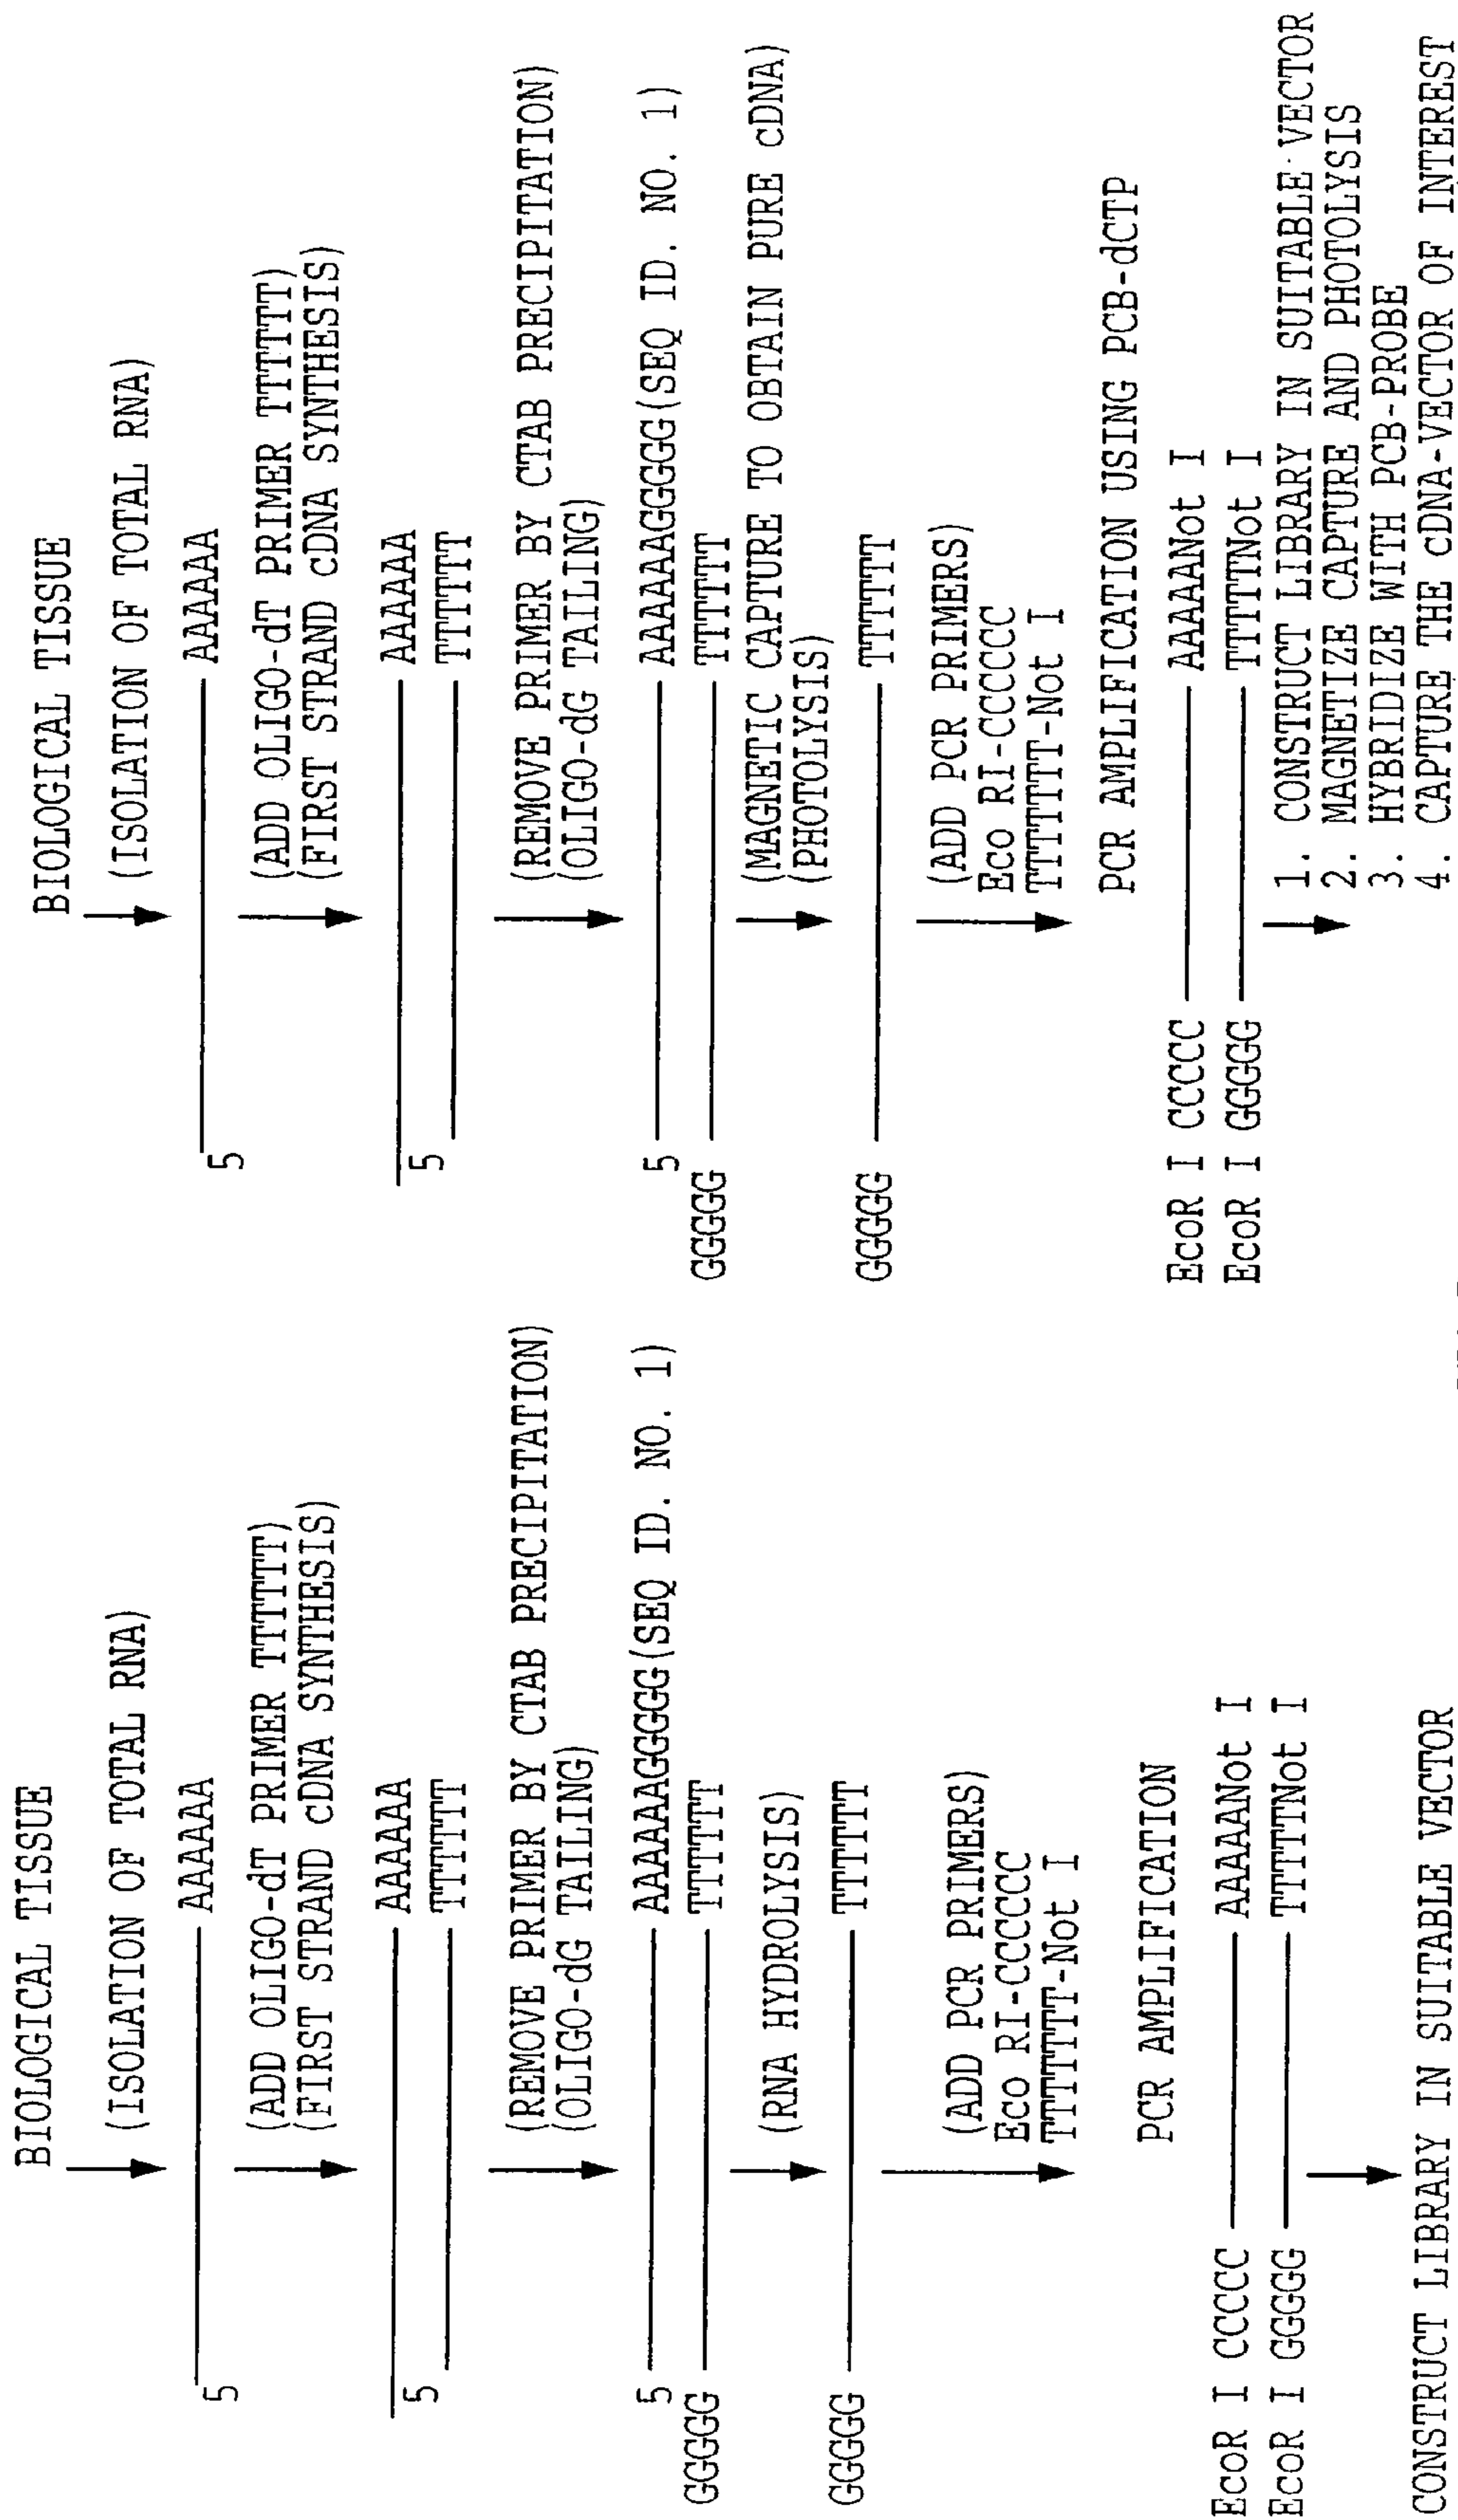 BIOLOGICAL TISSUE
(ISOLATION OF TOTAL RNA)
AAAAAA
5
(ADD OLIGO-dT PRIMER TTTTTT)
(FIRST STRAND cDNA SYNTHESIS)
AAAAAA
5
TTTTTT
(REMOVE PRIMER BY CTAB PRECIPITATION)
(OLIGO-dG TAILING)
5 AAAAAAGGGGG(SEQ ID. NO. 1)
GGGGG TTTTTT
(RNA HYDROLYSIS)
GGGGG TTTTTT
(ADD PCR PRIMERS)
Eco RI-CCCCCC
TTTTTTT-Not I
PCR AMPLIFICATION
EcoR I CCCCC AAAAANot I
EcoR I GGGGG TTTTTNot I
CONSTRUCT LIBRARY IN SUITABLE VECTOR
BIOLOGICAL TISSUE
(ISOLATION OF TOTAL RNA)
AAAAAA
5
(ADD OLIGO-dT PRIMER TTTTTT)
(FIRST STRAND cDNA SYNTHESIS)
AAAAAA
5
TTTTTT
(REMOVE PRIMER BY CTAB PRECIPITATION)
(OLIGO-dG TAILING)
5 AAAAAAGGGGG(SEQ ID. NO. 1)
GGGGG TTTTTT
(MAGNETIC CAPTURE TO OBTAIN PURE cDNA)
(PHOTOLYSIS)
GGGGG TTTTTT
(ADD PCR PRIMERS)
Eco RI-CCCCCC
TTTTTTT-Not I
PCR AMPLIFICATION USING PCB-dCTP
EcoR I CCCCC AAAAANot I
EcoR I GGGGG TTTTTNot I
1. CONSTRUCT LIBRARY IN SUITABLE VECTOR
2. MAGNETIZE CAPTURE AND PHOTOLYSIS
3. HYBRIDIZE WITH PCB-PROBE
4. CAPTURE THE cDNA-VECTOR OF INTEREST